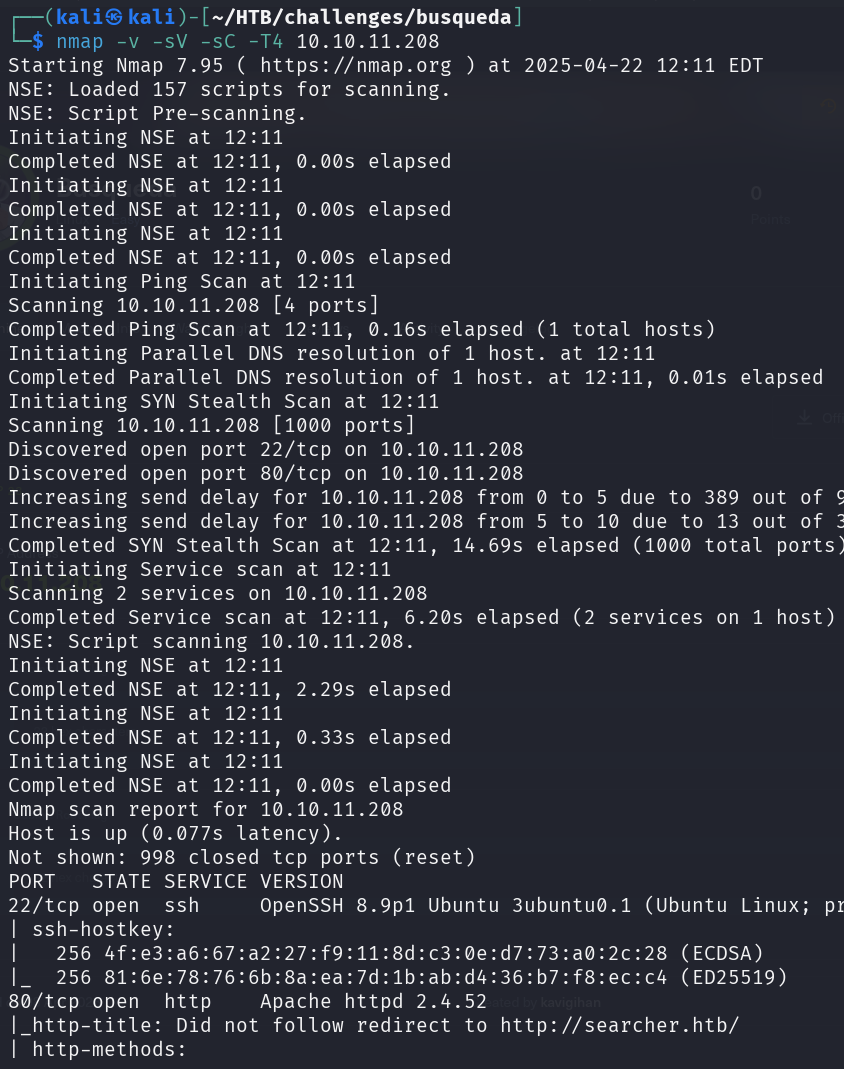 ┌──(kali㉿kali)-[~/HTB/challenges/busqueda]
└─$ nmap -v -sV -sC -T4 10.10.11.208
Starting Nmap 7.95 ( https://nmap.org ) at 2025-04-22 12:11 EDT
NSE: Loaded 157 scripts for scanning.
NSE: Script Pre-scanning.
Initiating NSE at 12:11
Completed NSE at 12:11, 0.00s elapsed
Initiating NSE at 12:11
Completed NSE at 12:11, 0.00s elapsed
Initiating NSE at 12:11
Completed NSE at 12:11, 0.00s elapsed
Initiating Ping Scan at 12:11
Scanning 10.10.11.208 [4 ports]
Completed Ping Scan at 12:11, 0.16s elapsed (1 total hosts)
Initiating Parallel DNS resolution of 1 host. at 12:11
Completed Parallel DNS resolution of 1 host. at 12:11, 0.01s elapsed
Initiating SYN Stealth Scan at 12:11
Scanning 10.10.11.208 [1000 ports]
Discovered open port 22/tcp on 10.10.11.208
Discovered open port 80/tcp on 10.10.11.208
Increasing send delay for 10.10.11.208 from 0 to 5 due to 389 out of 9
Increasing send delay for 10.10.11.208 from 5 to 10 due to 13 out of 3
Completed SYN Stealth Scan at 12:11, 14.69s elapsed (1000 total ports)
Initiating Service scan at 12:11
Scanning 2 services on 10.10.11.208
Completed Service scan at 12:11, 6.20s elapsed (2 services on 1 host)
NSE: Script scanning 10.10.11.208.
Initiating NSE at 12:11
Completed NSE at 12:11, 2.29s elapsed
Initiating NSE at 12:11
Completed NSE at 12:11, 0.33s elapsed
Initiating NSE at 12:11
Completed NSE at 12:11, 0.00s elapsed
Nmap scan report for 10.10.11.208
Host is up (0.077s latency).
Not shown: 998 closed tcp ports (reset)
PORT   STATE SERVICE VERSION
22/tcp open  ssh     OpenSSH 8.9p1 Ubuntu 3ubuntu0.1 (Ubuntu Linux; pr
| ssh-hostkey:
|   256 4f:e3:a6:67:a2:27:f9:11:8d:c3:0e:d7:73:a0:2c:28 (ECDSA)
|_  256 81:6e:78:76:6b:8a:ea:7d:1b:ab:d4:36:b7:f8:ec:c4 (ED25519)
80/tcp open  http    Apache httpd 2.4.52
|_http-title: Did not follow redirect to http://searcher.htb/
| http-methods: